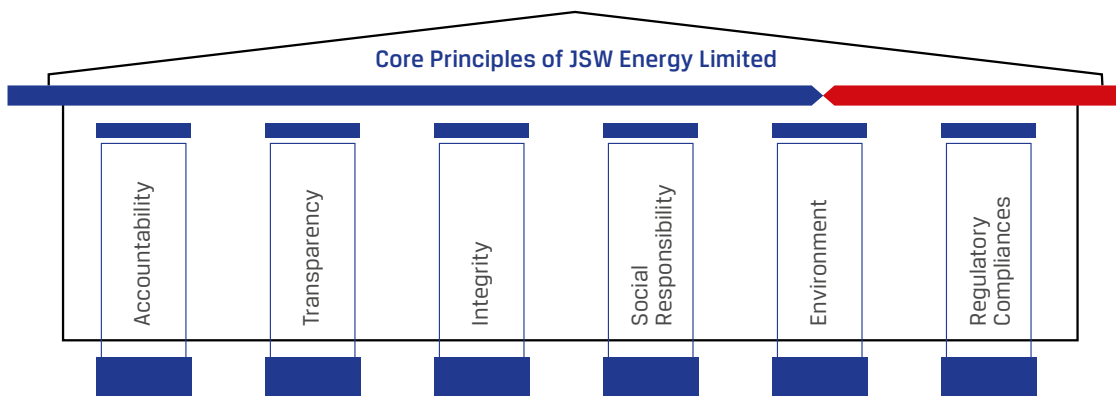 Core Principles of JSW Energy Limited
Accountability
Transparency
Integrity
Social
Responsibility
Environment
Regulatory
Compliances